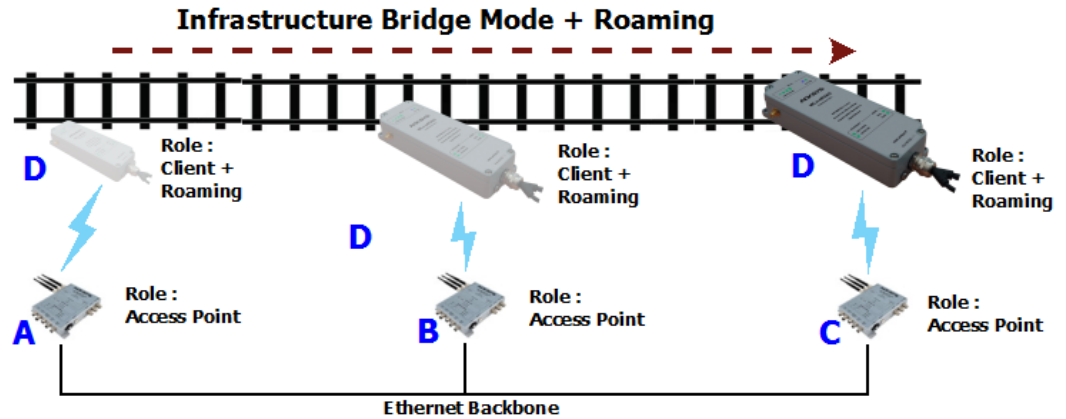 Infrastructure Bridge Mode + Roaming
D
Role :
Client +
Roaming
D
Role :
Client +
Roaming
D
Role :
Client +
Roaming
A
Role :
Access Point
B
Role :
Access Point
C
Role :
Access Point
Ethernet Backbone